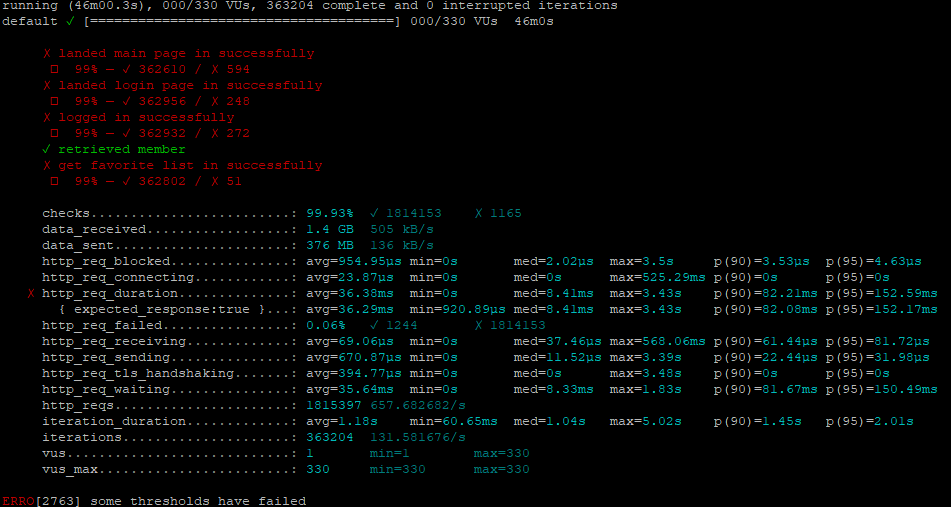 running (46m00.3s), 000/330 VUs, 363204 complete and 0 interrupted iterations
default ✓ [======================================] 000/330 VUs  46m0s
✗ landed main page in successfully
99% — ✓ 362610 / ✗ 594
✗ landed login page in successfully
99% — ✓ 362956 / ✗ 248
✗ logged in successfully
99% — ✓ 362932 / ✗ 272
✓ retrieved member
✗ get favorite list in successfully
99% — ✓ 362802 / ✗ 51
checks.........................: 99.93% ✓ 1814153 ✗ 1165
data_received..................: 1.4 GB 505 kB/s
data_sent......................: 376 MB 136 kB/s
http_req_blocked...............: avg=954.95µs min=0s med=2.02µs max=3.5s p(90)=3.53µs p(95)=4.63µs
http_req_connecting............: avg=23.87µs min=0s med=0s max=525.29ms p(90)=0s p(95)=0s
✗ http_req_duration..............: avg=36.38ms min=0s med=8.41ms max=3.43s p(90)=82.21ms p(95)=152.59ms
{ expected_response:true }...: avg=36.29ms min=920.89µs med=8.41ms max=3.43s p(90)=82.08ms p(95)=152.17ms
http_req_failed................: 0.06% ✓ 1244 ✗ 1814153
http_req_receiving.............: avg=69.06µs min=0s med=37.46µs max=568.06ms p(90)=61.44µs p(95)=81.72µs
http_req_sending...............: avg=670.87µs min=0s med=11.52µs max=3.39s p(90)=22.44µs p(95)=31.98µs
http_req_tls_handshaking.......: avg=394.77µs min=0s med=0s max=3.48s p(90)=0s p(95)=0s
http_req_waiting...............: avg=35.64ms min=0s med=8.33ms max=1.83s p(90)=81.67ms p(95)=150.49ms
http_reqs......................: 1815397 657.682682/s
iteration_duration.............: avg=1.18s min=60.65ms med=1.04s max=5.02s p(90)=1.45s p(95)=2.01s
iterations.....................: 363204 131.581676/s
vus............................: 1 min=1 max=330
vus_max........................: 330 min=330 max=330
ERRO[2763] some thresholds have failed